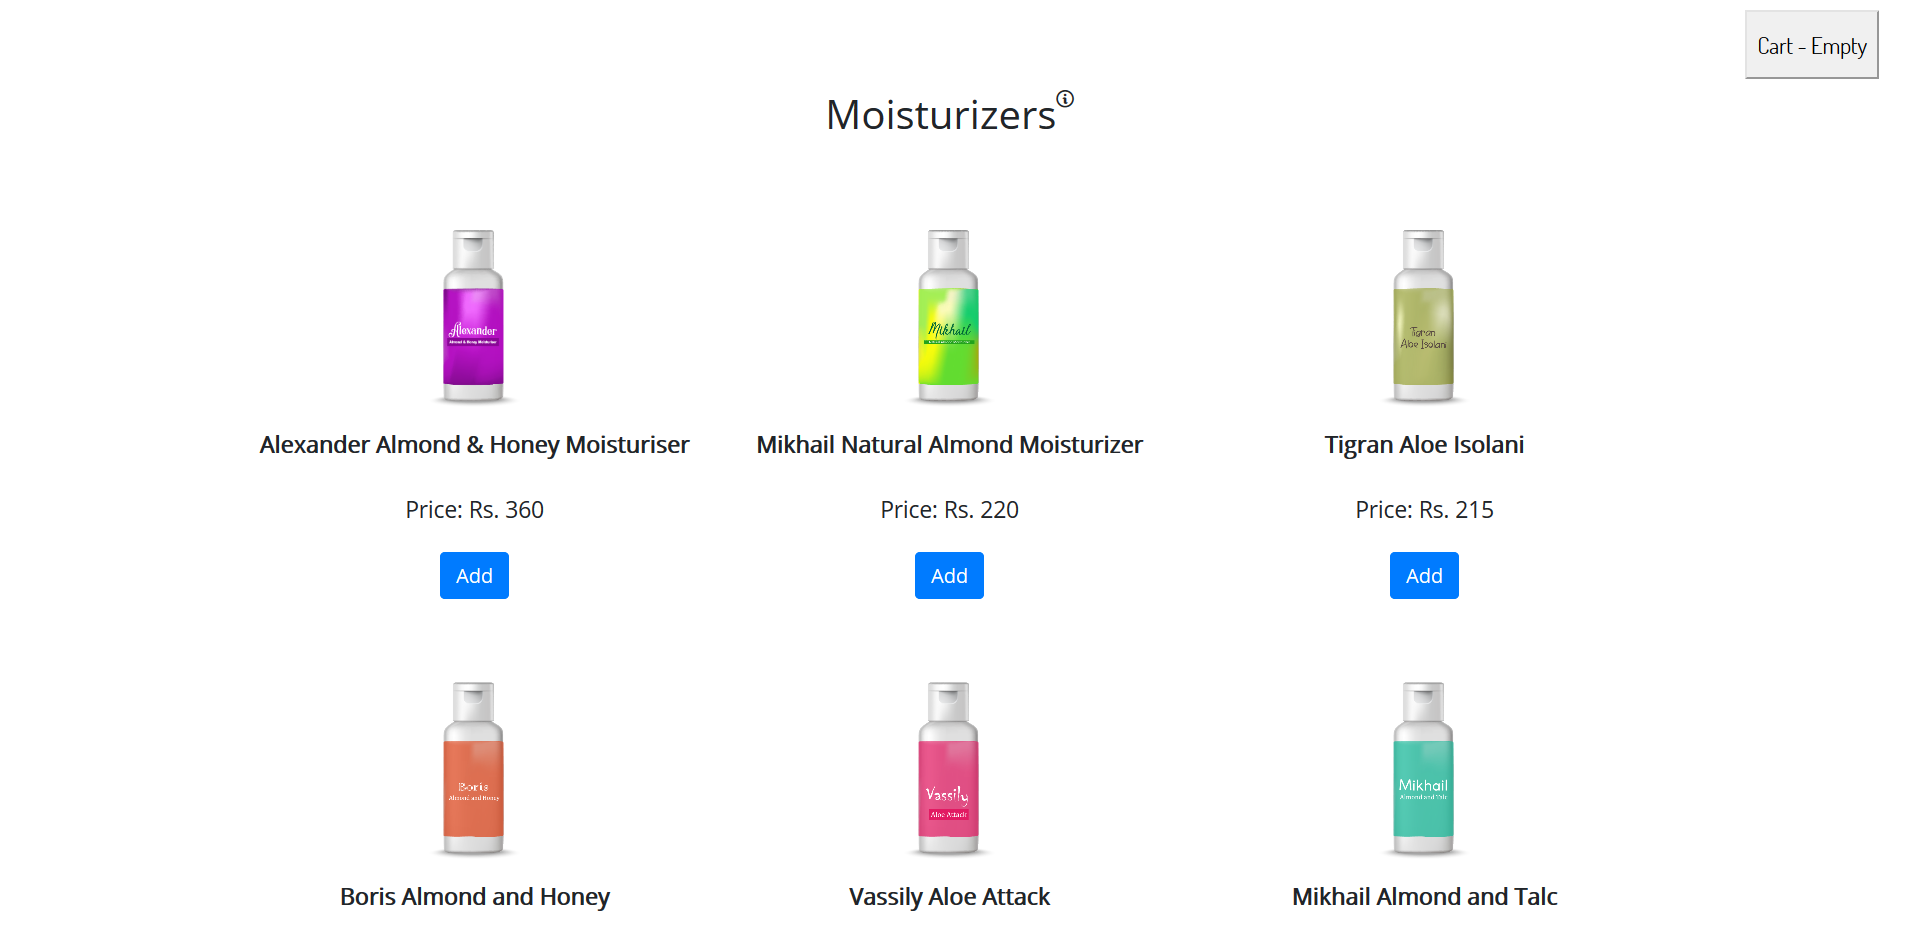 Cart - Empty
Moisturizers
Alexander
Almond & Honey Moisturiser
Mikhail
Tigran
Aloe Isolani
Alexander Almond & Honey Moisturiser
Mikhail Natural Almond Moisturizer
Tigran Aloe Isolani
Price: Rs. 360
Price: Rs. 220
Price: Rs. 215
Add
Add
Add
Boris
Almond and Honey
Vassily
Aloe Attack
Mikhail
Almond and Talc
Boris Almond and Honey
Vassily Aloe Attack
Mikhail Almond and Talc